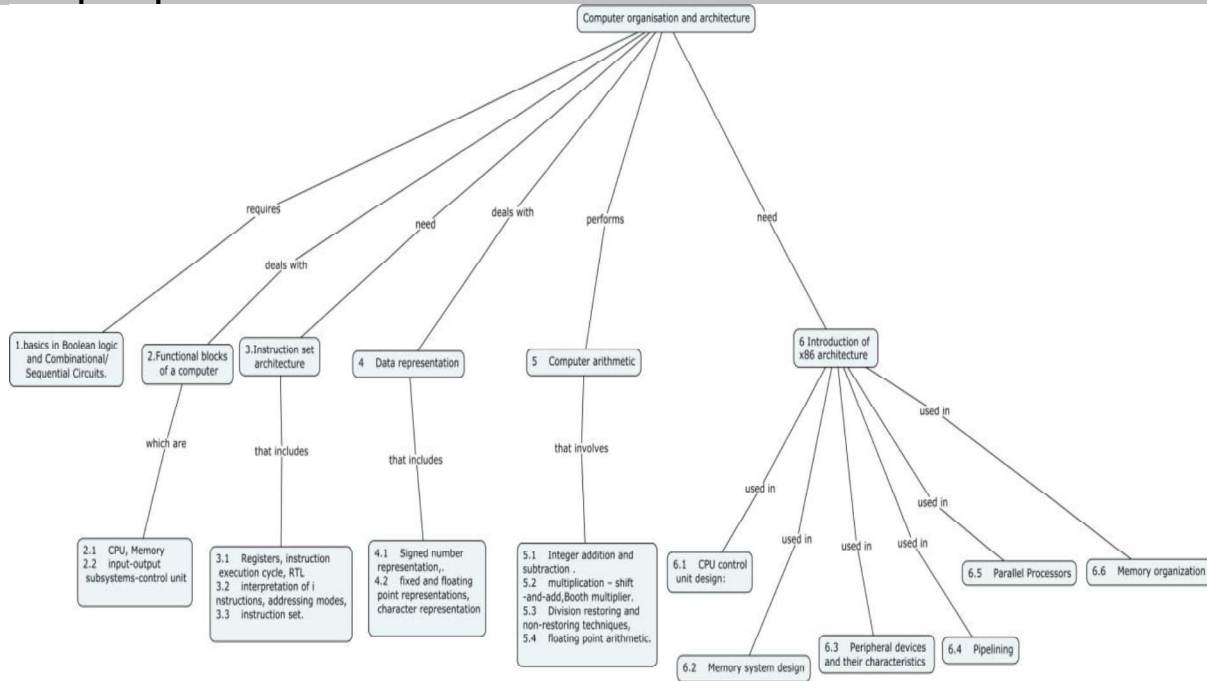 Computer organisation and architecture
requires
deals with
need
deals with
performs
need
1.basics in Boolean logic
and Combinational/
Sequential Circuits.
2.Functional blocks
of a computer
3.Instruction set
architecture
4 Data representation
5 Computer arithmetic
6 Introduction of
x86 architecture
which are
that includes
that includes
that involves
used in
used in
used in
used in
used in
used in
2.1 CPU, Memory
2.2 input-output
subsystems-control unit
3.1 Registers, instruction
execution cycle, RTL
3.2 interpretation of i
nstructions, addressing modes,
3.3 instruction set.
4.1 Signed number
representation,.
4.2 fixed and floating
point representations,
character representation
5.1 Integer addition and
subtraction .
5.2 multiplication – shift
-and-add,Booth multiplier.
5.3 Division restoring and
non-restoring techniques,
5.4 floating point arithmetic.
6.1 CPU control
unit design:
6.2 Memory system design
6.3 Peripheral devices
and their characteristics
6.4 Pipelining
6.5 Parallel Processors
6.6 Memory organization